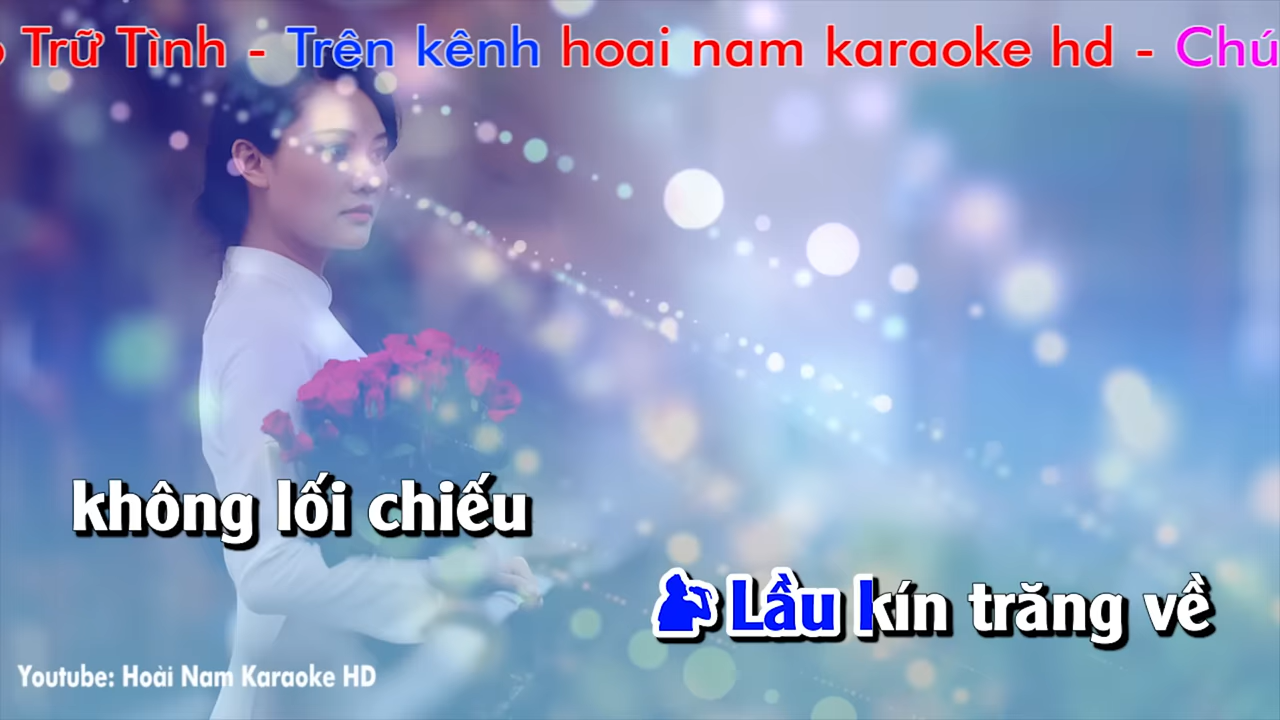 Trữ Tình - Trên kênh hoai nam karaoke hd - Chú
không lối chiếu
Lầu kín trăng về
Youtube: Hoài Nam Karaoke HD